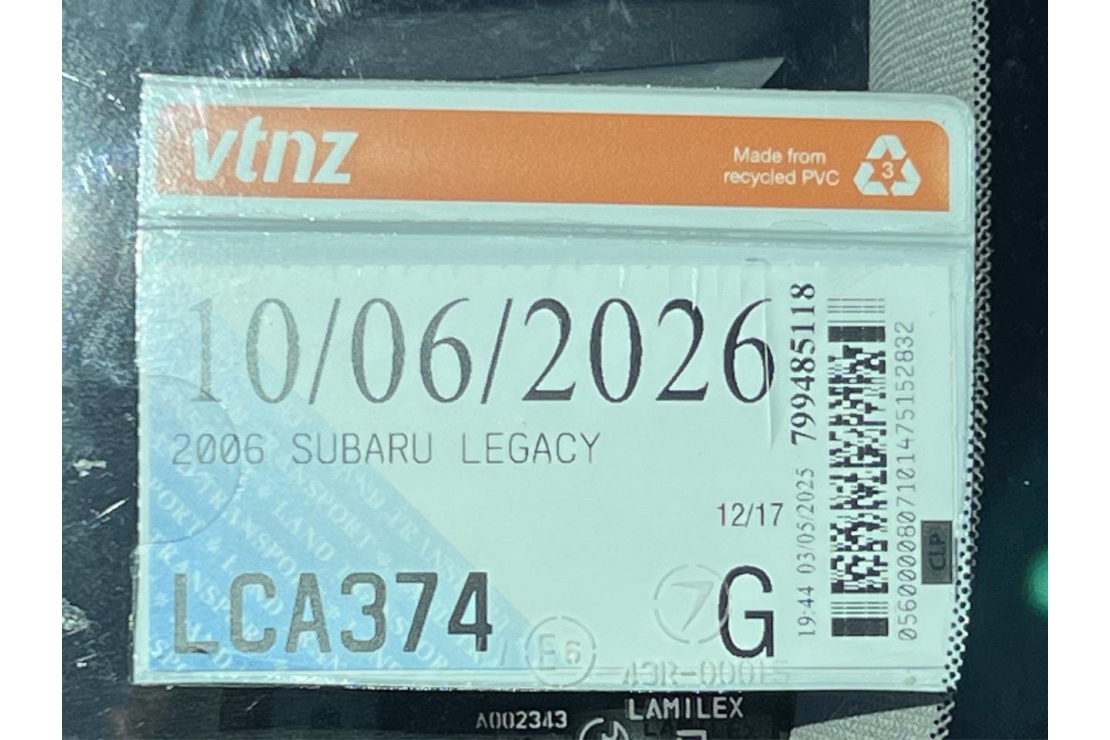 vtnz
Made from
recycled PVC
3
10/06/2026
2006 SUBARU LEGACY
12/17
LCA374
G
799485118
19:44 03/05/2025
0560000807101475152832
CLP
E6
43R-00015
A002343
LAMILEX